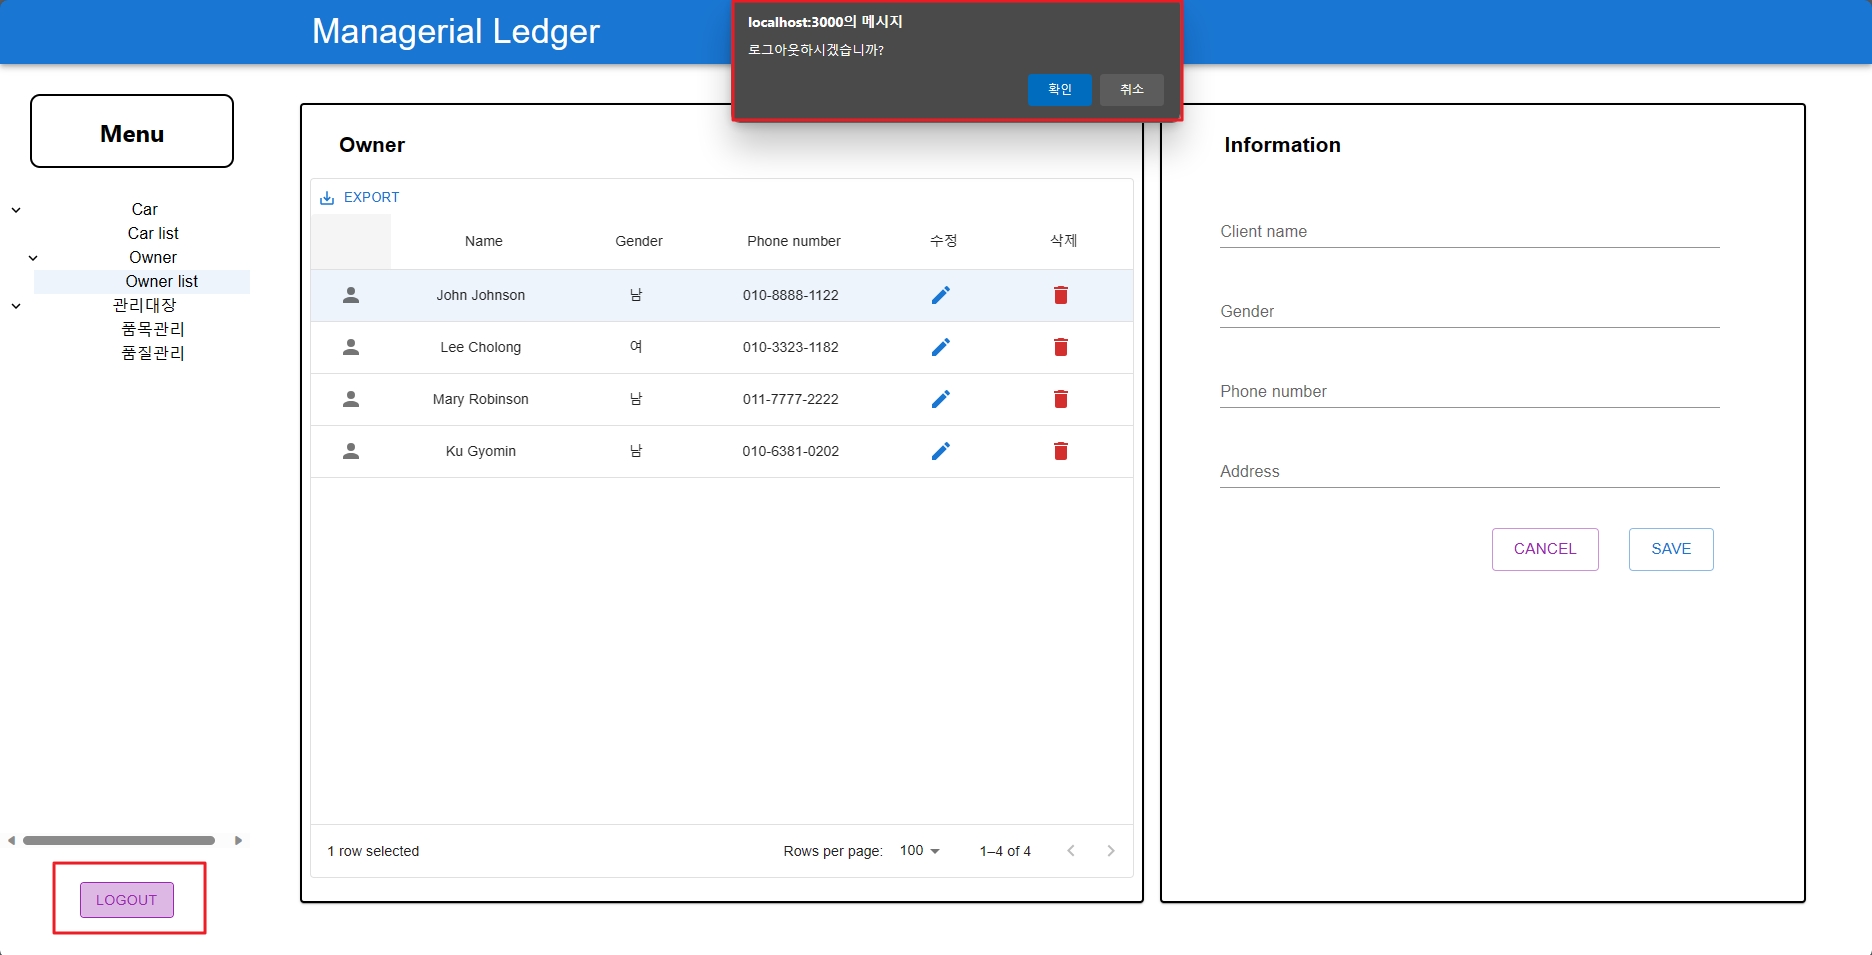 Managerial Ledger
localhost:3000의 메시지
로그아웃하시겠습니까?
확인 취소
Menu
Car
Car list
Owner
Owner list
관리대장
품목관리
품질관리
LOGOUT
Owner
EXPORT
Name Gender Phone number 수정 삭제
John Johnson 남 010-8888-1122
Lee Cholong 여 010-3323-1182
Mary Robinson 남 011-7777-2222
Ku Gyomin 남 010-6381-0202
1 row selected Rows per page: 100 1–4 of 4
Information
Client name
Gender
Phone number
Address
CANCEL SAVE